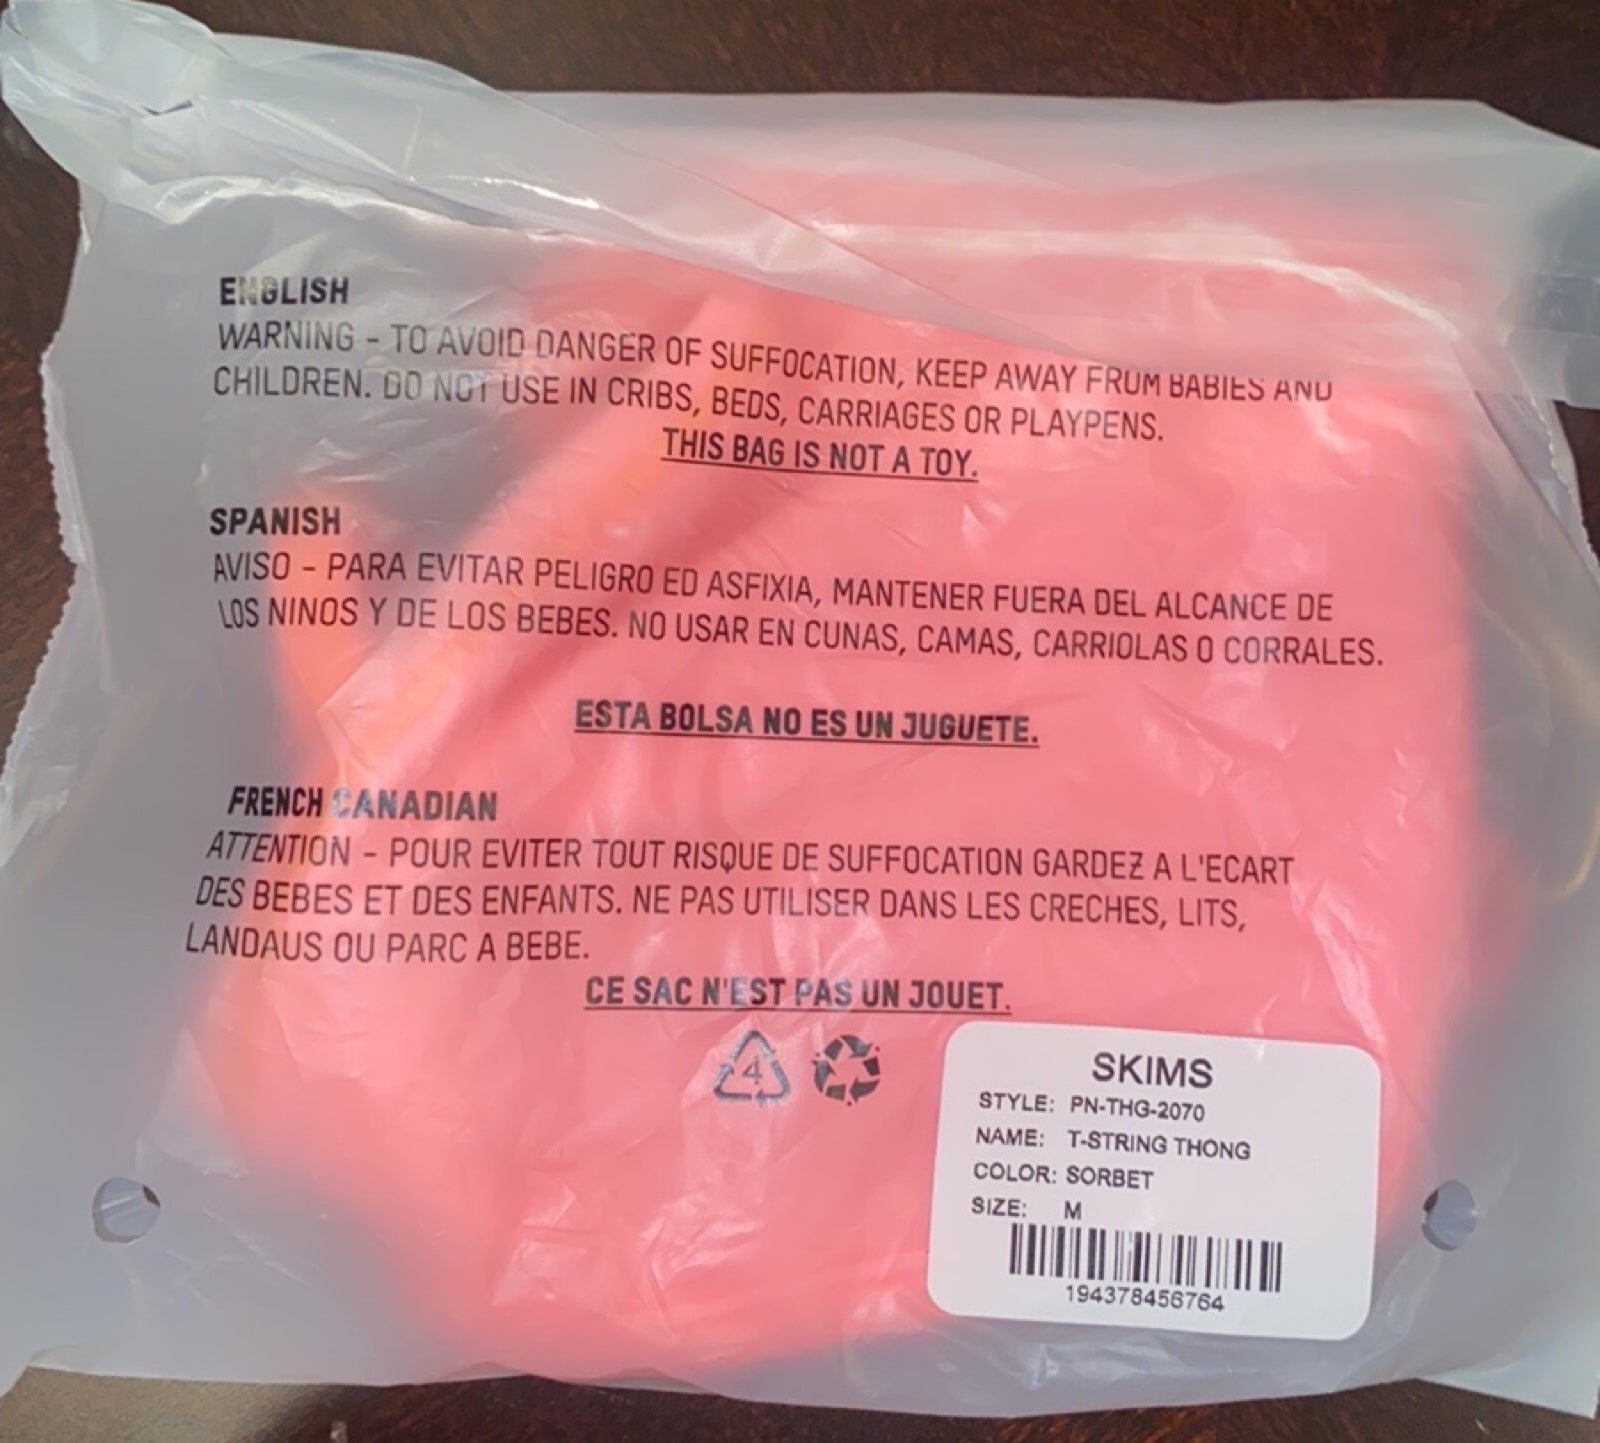 ENGLISH
WARNING - TO AVOID DANGER OF SUFFOCATION, KEEP AWAY FROM BABIES AND
CHILDREN. DO NOT USE IN CRIBS, BEDS, CARRIAGES OR PLAYPENS.
THIS BAG IS NOT A TOY.
SPANISH
AVISO - PARA EVITAR PELIGRO ED ASFIXIA, MANTENER FUERA DEL ALCANCE DE
LOS NINOS Y DE LOS BEBES. NO USAR EN CUNAS, CAMAS, CARRIOLAS O CORRALES.
ESTA BOLSA NO ES UN JUGUETE.
FRENCH CANADIAN
ATTENTION - POUR EVITER TOUT RISQUE DE SUFFOCATION GARDEZ A L'ECART
DES BEBES ET DES ENFANTS. NE PAS UTILISER DANS LES CRECHES, LITS,
LANDAUS OU PARC A BEBE.
CE SAC N'EST PAS UN JOUET.
4
SKIMS
STYLE: PN-THG-2070
NAME: T-STRING THONG
COLOR: SORBET
SIZE: M
194378456764